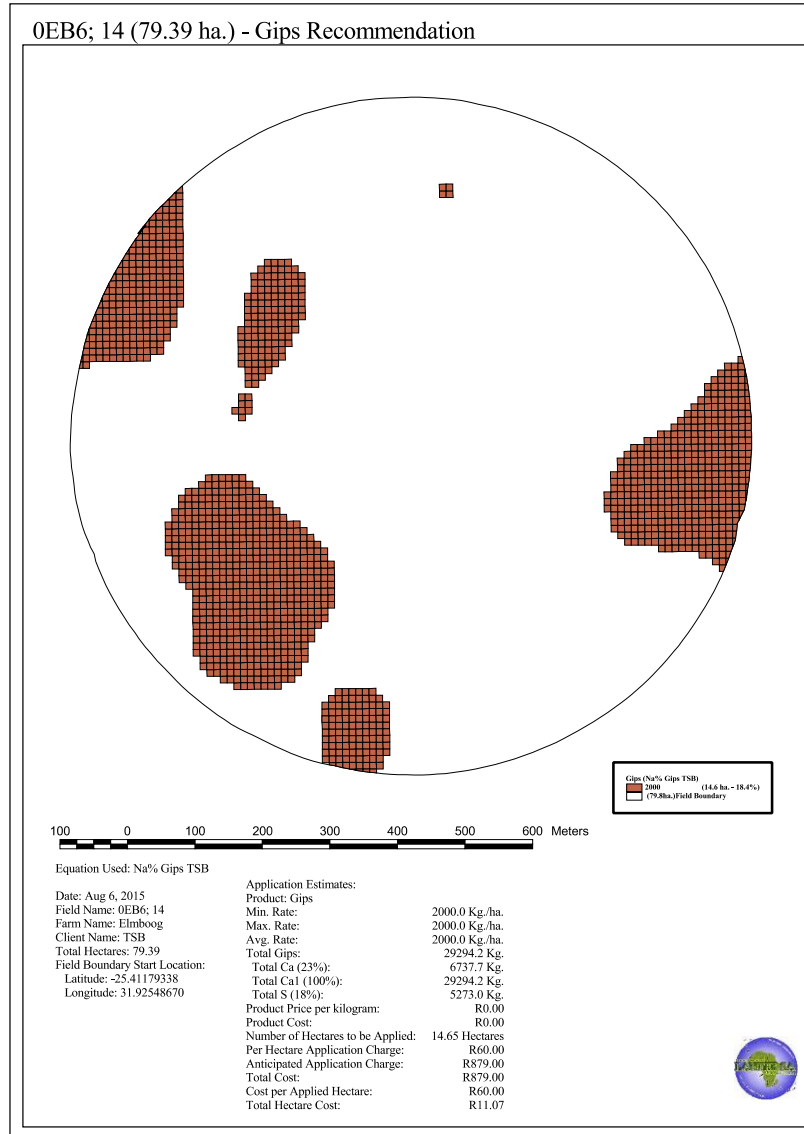 0EB6; 14 (79.39 ha.) - Gips Recommendation
Gips (Na% Gips TSB)
2000 (14.6 ha. - 18.4%)
(79.8ha.)Field Boundary
100 0 100 200 300 400 500 600 Meters
Equation Used: Na% Gips TSB
Date: Aug 6, 2015
Field Name: 0EB6; 14
Farm Name: Elmboog
Client Name: TSB
Total Hectares: 79.39
Field Boundary Start Location:
Latitude: -25.41179338
Longitude: 31.92548670
Application Estimates:
Product: Gips
Min. Rate: 2000.0 Kg./ha.
Max. Rate: 2000.0 Kg./ha.
Avg. Rate: 2000.0 Kg./ha.
Total Gips: 29294.2 Kg.
Total Ca (23%): 6737.7 Kg.
Total Ca1 (100%): 29294.2 Kg.
Total S (18%): 5273.0 Kg.
Product Price per kilogram: R0.00
Product Cost: R0.00
Number of Hectares to be Applied: 14.65 Hectares
Per Hectare Application Charge: R60.00
Anticipated Application Charge: R879.00
Total Cost: R879.00
Cost per Applied Hectare: R60.00
Total Hectare Cost: R11.07